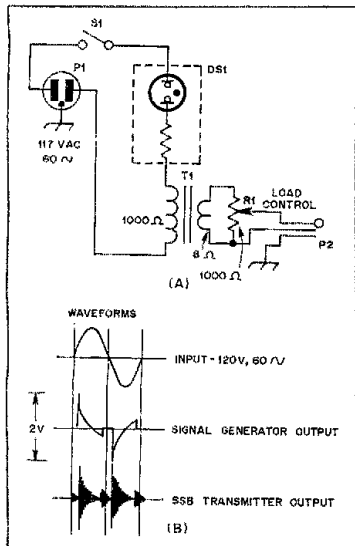 S1
P1
DS1
117 VAC
60 ~
T1
1000 Ω
R1
LOAD
CONTROL
8 Ω
1000 Ω
P2
(A)
WAVEFORMS
INPUT - 120V, 60 ~
2V
SIGNAL GENERATOR OUTPUT
SSB TRANSMITTER OUTPUT
(B)